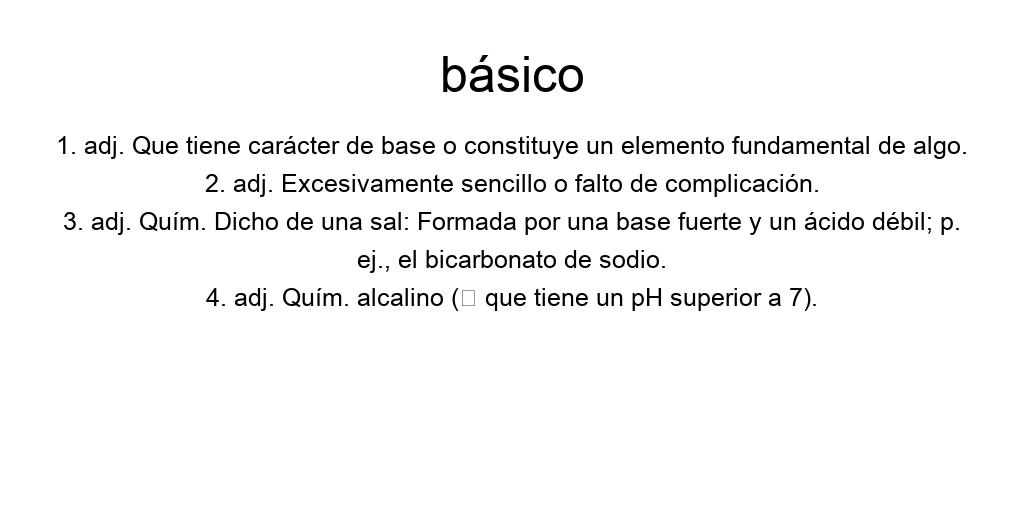 básico
1. adj. Que tiene carácter de base o constituye un elemento fundamental de algo.
2. adj. Excesivamente sencillo o falto de complicación.
3. adj. Quím. Dicho de una sal: Formada por una base fuerte y un ácido débil; p.
ej., el bicarbonato de sodio.
4. adj. Quím. alcalino (□ que tiene un pH superior a 7).